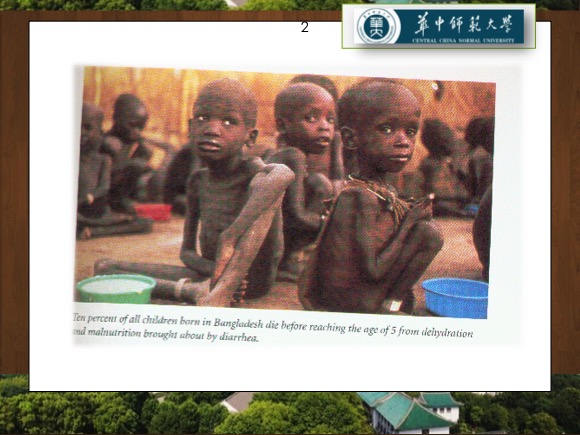 2
華中師範大學
CENTRAL CHINA NORMAL UNIVERSITY
Ten percent of all children born in Bangladesh die before reaching the age of 5 from dehydration
and malnutrition brought about by diarrhea.